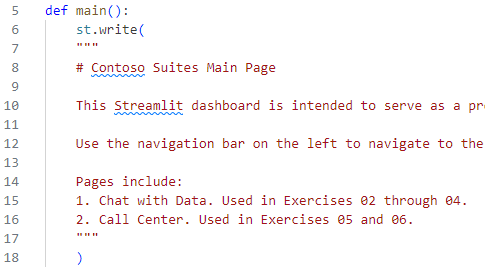 5 def main():
6 st.write(
7 """
8 # Contoso Suites Main Page
9
10 This Streamlit dashboard is intended to serve as a
11
12 Use the navigation bar on the left to navigate to the
13
14 Pages include:
15 1. Chat with Data. Used in Exercises 02 through 04.
16 2. Call Center. Used in Exercises 05 and 06.
17 """
18 )